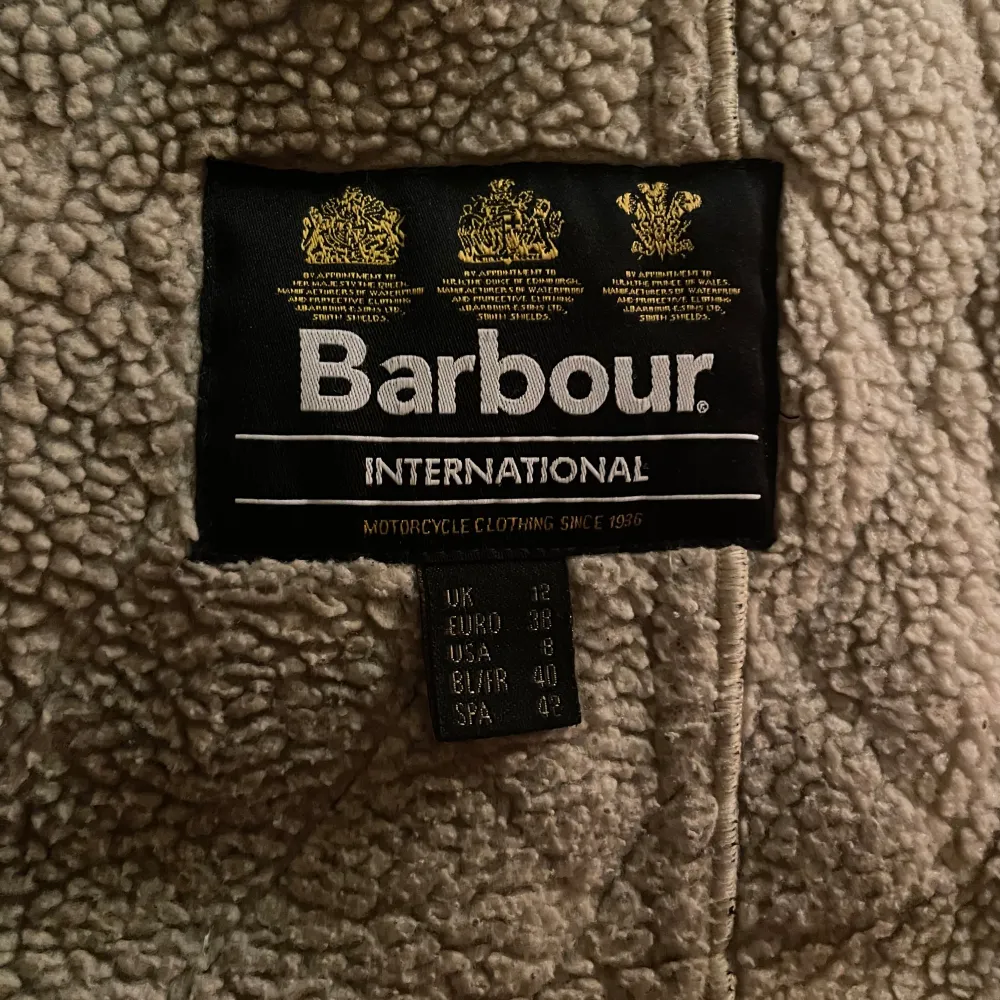 BY APPOINTMENT TO
HER MAJESTY THE QUEEN.
MANUFACTURERS OF WATERPROOF
AND PROTECTIVE CLOTHING
J.BARBOUR & SONS LTD,
SOUTH SHIELDS.
BY APPOINTMENT TO
H.R.H. THE DUKE OF EDINBURGH.
MANUFACTURERS OF WATERPROOF
AND PROTECTIVE CLOTHING
J.BARBOUR & SONS LTD,
SOUTH SHIELDS.
BY APPOINTMENT TO
H.R.H. THE PRINCE OF WALES.
MANUFACTURERS OF WATERPROOF
AND PROTECTIVE CLOTHING
J.BARBOUR & SONS LTD,
SOUTH SHIELDS.
Barbour®
INTERNATIONAL
MOTORCYCLE CLOTHING SINCE 1936
UK 12
EURO 38
USA 8
BL/FR 40
SPA 42